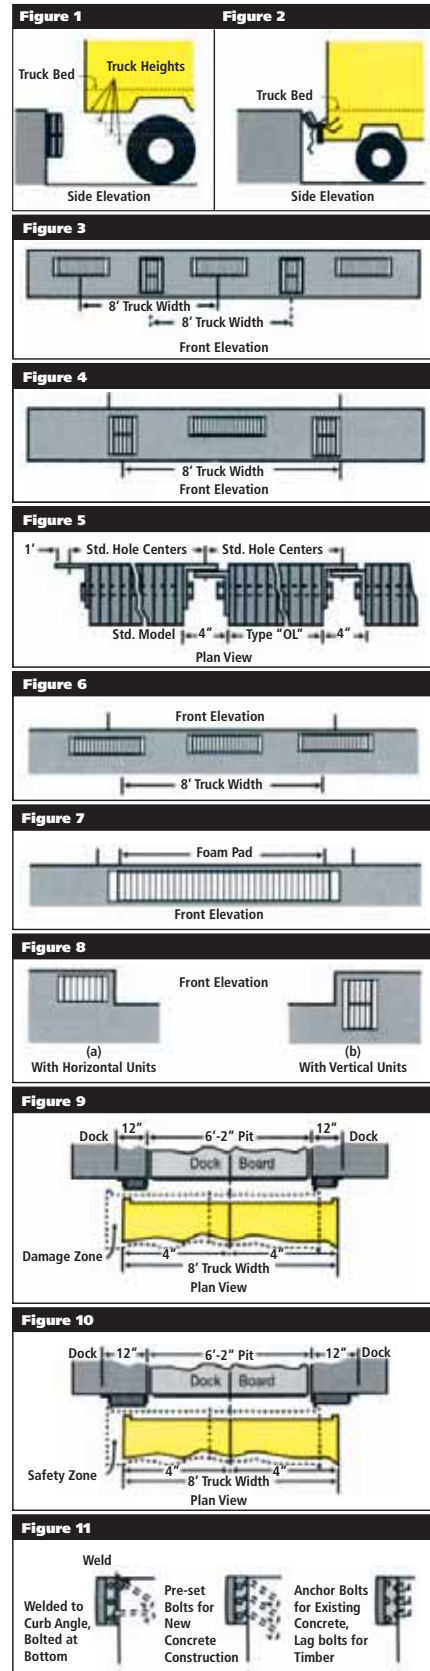 Figure 1
Figure 2
Truck Bed
Truck Heights
Truck Bed
Side Elevation
Side Elevation
Figure 3
8' Truck Width
8' Truck Width
Front Elevation
Figure 4
8' Truck Width
Front Elevation
Figure 5
1'
Std. Hole Centers
Std. Hole Centers
Std. Model
4"
Type "OL"
4"
Plan View
Figure 6
Front Elevation
8' Truck Width
Figure 7
Foam Pad
Front Elevation
Figure 8
Front Elevation
(a)
With Horizontal Units
(b)
With Vertical Units
Figure 9
Dock
12"
6'-2" Pit
12"
Dock
Dock Board
Damage Zone
4"
4"
8' Truck Width
Plan View
Figure 10
Dock
12"
6'-2" Pit
12"
Dock
Dock Board
Safety Zone
4"
4"
8' Truck Width
Plan View
Figure 11
Weld
Welded to
Curb Angle,
Bolted at
Bottom
Pre-set
Bolts for
New
Concrete
Construction
Anchor Bolts
for Existing
Concrete,
Lag bolts for
Timber